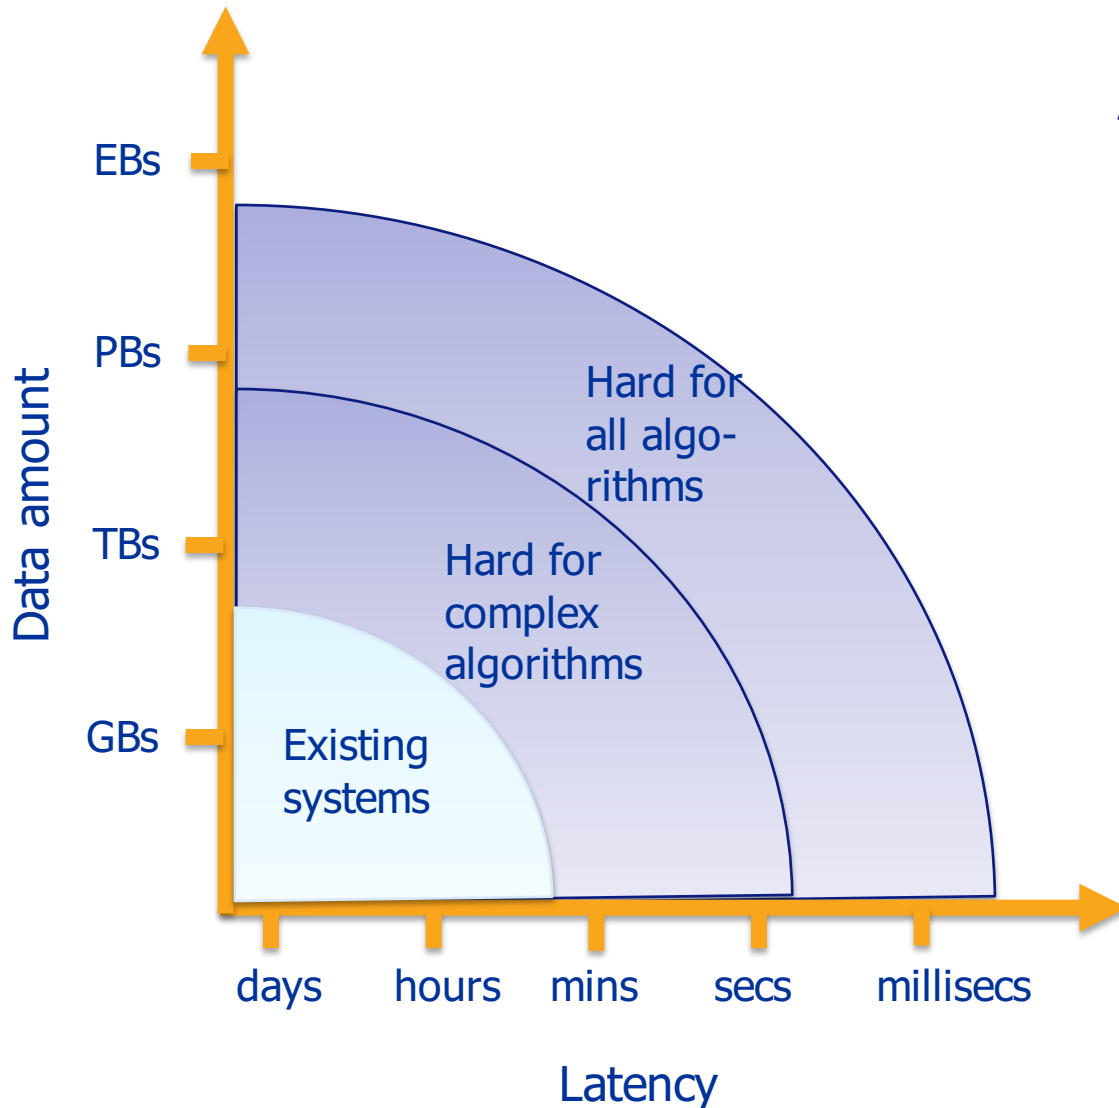 EBs
PBs
TBs
GBs
Data amount
Hard for
all algo-
rithms
Hard for
complex
algorithms
Existing
systems
days
hours
mins
secs
millisecs
Latency